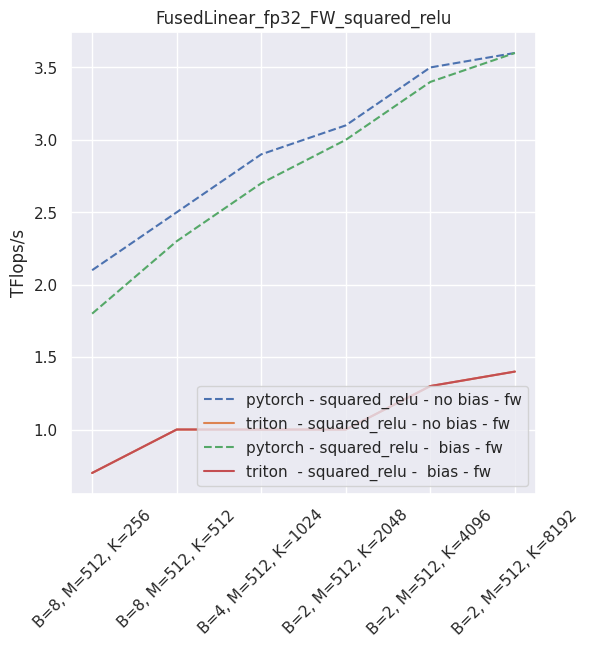 FusedLinear_fp32_FW_squared_relu
TFlops/s
3.5
3.0
2.5
2.0
1.5
1.0
pytorch - squared_relu - no bias - fw
triton  - squared_relu - no bias - fw
pytorch - squared_relu -  bias - fw
triton  - squared_relu -  bias - fw
B=8, M=512, K=256
B=8, M=512, K=512
B=4, M=512, K=1024
B=2, M=512, K=2048
B=2, M=512, K=4096
B=2, M=512, K=8192